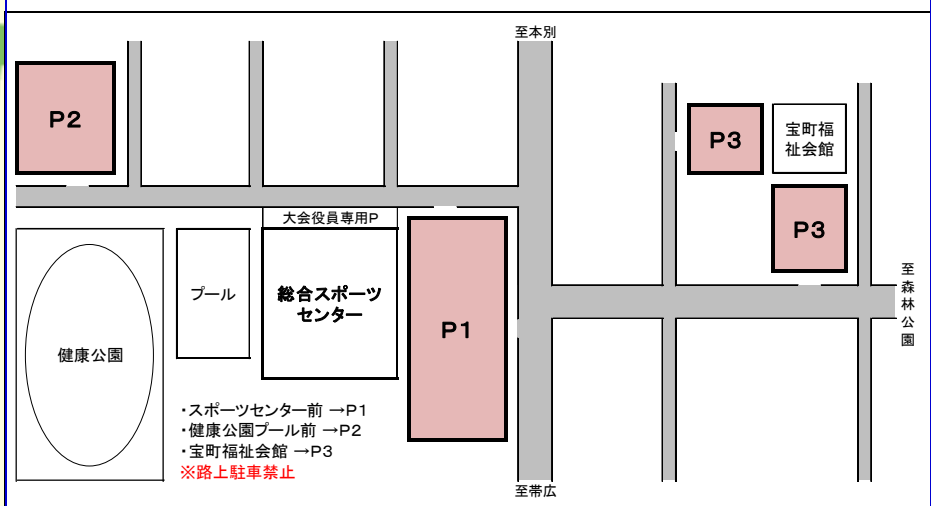 至本別
P2
P3
宝町福
祉会館
大会役員専用P
P3
プール
総合スポーツ
センター
P1
至森林公園
健康公園
・スポーツセンター前 →P1
・健康公園プール前 →P2
・宝町福祉会館 →P3
※路上駐車禁止
至帯広